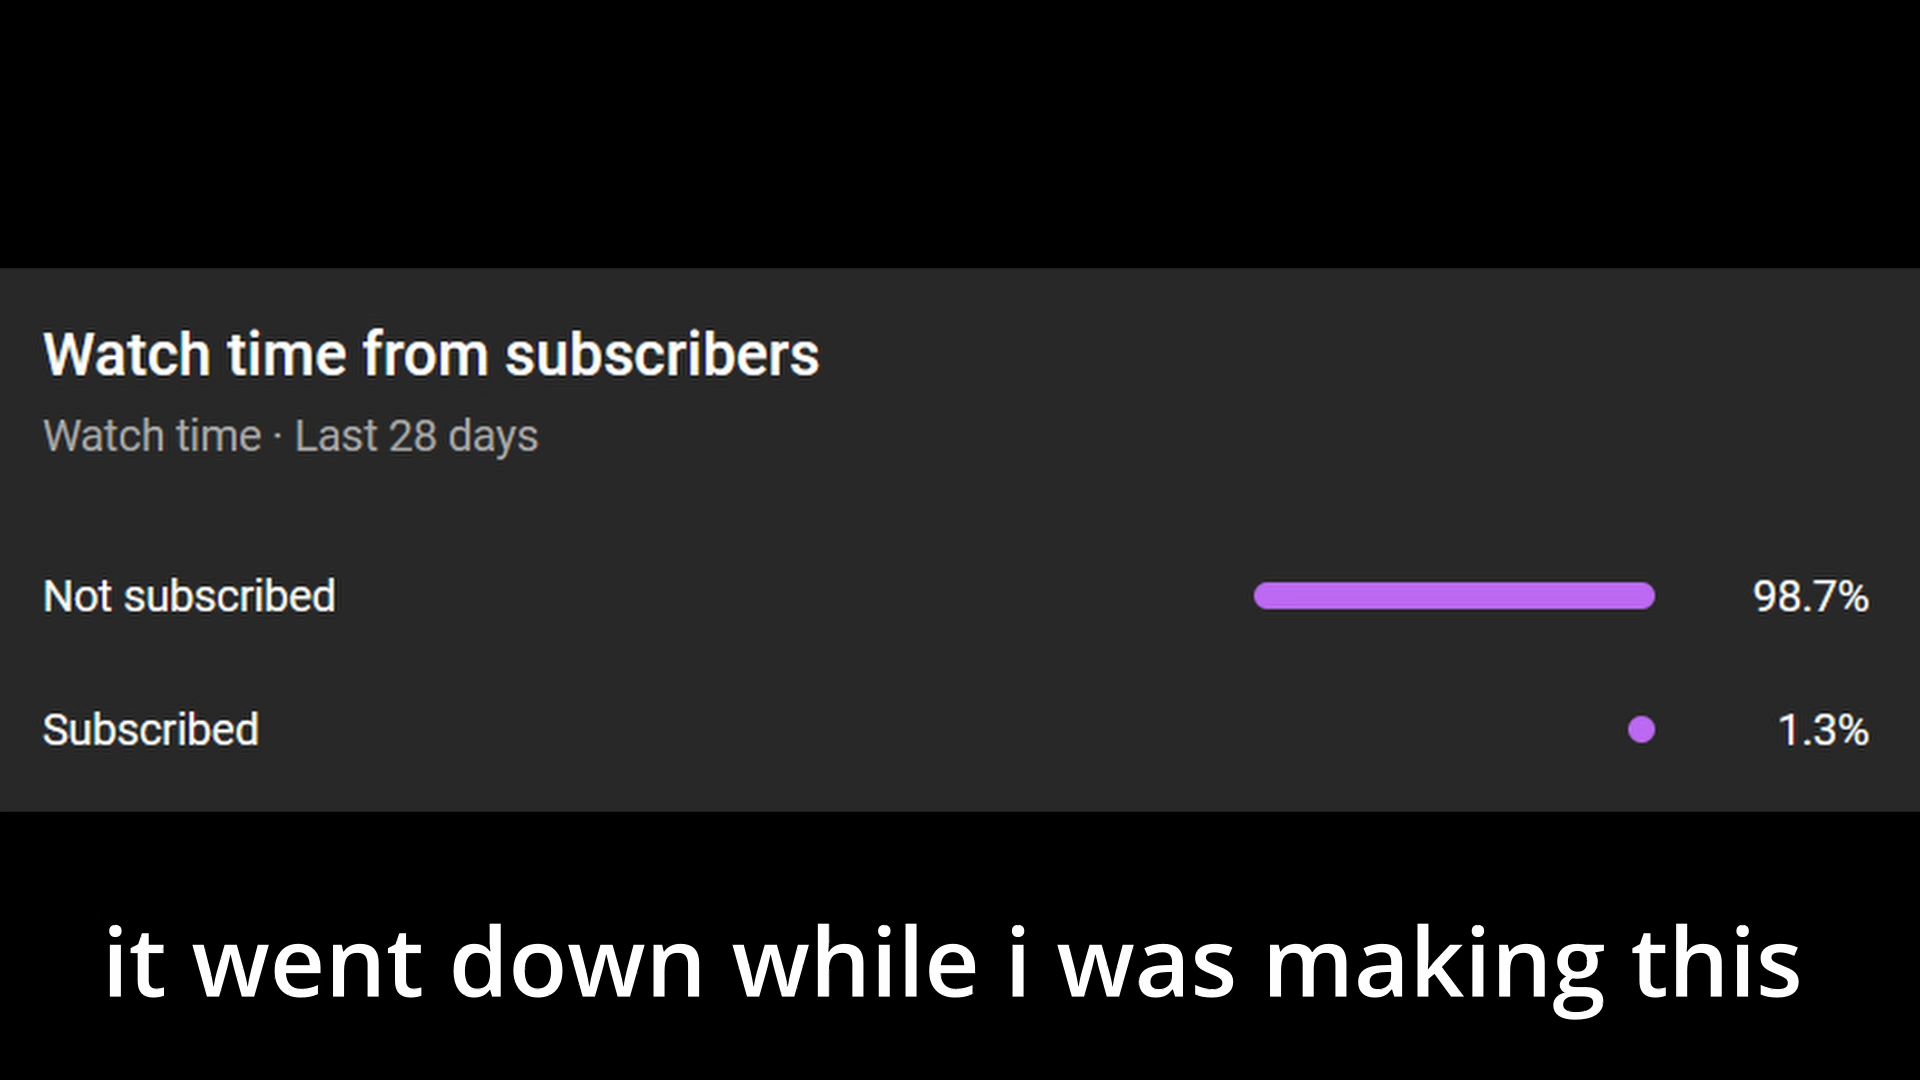 Watch time from subscribers
Watch time · Last 28 days
Not subscribed 98.7%
Subscribed 1.3%
it went down while i was making this